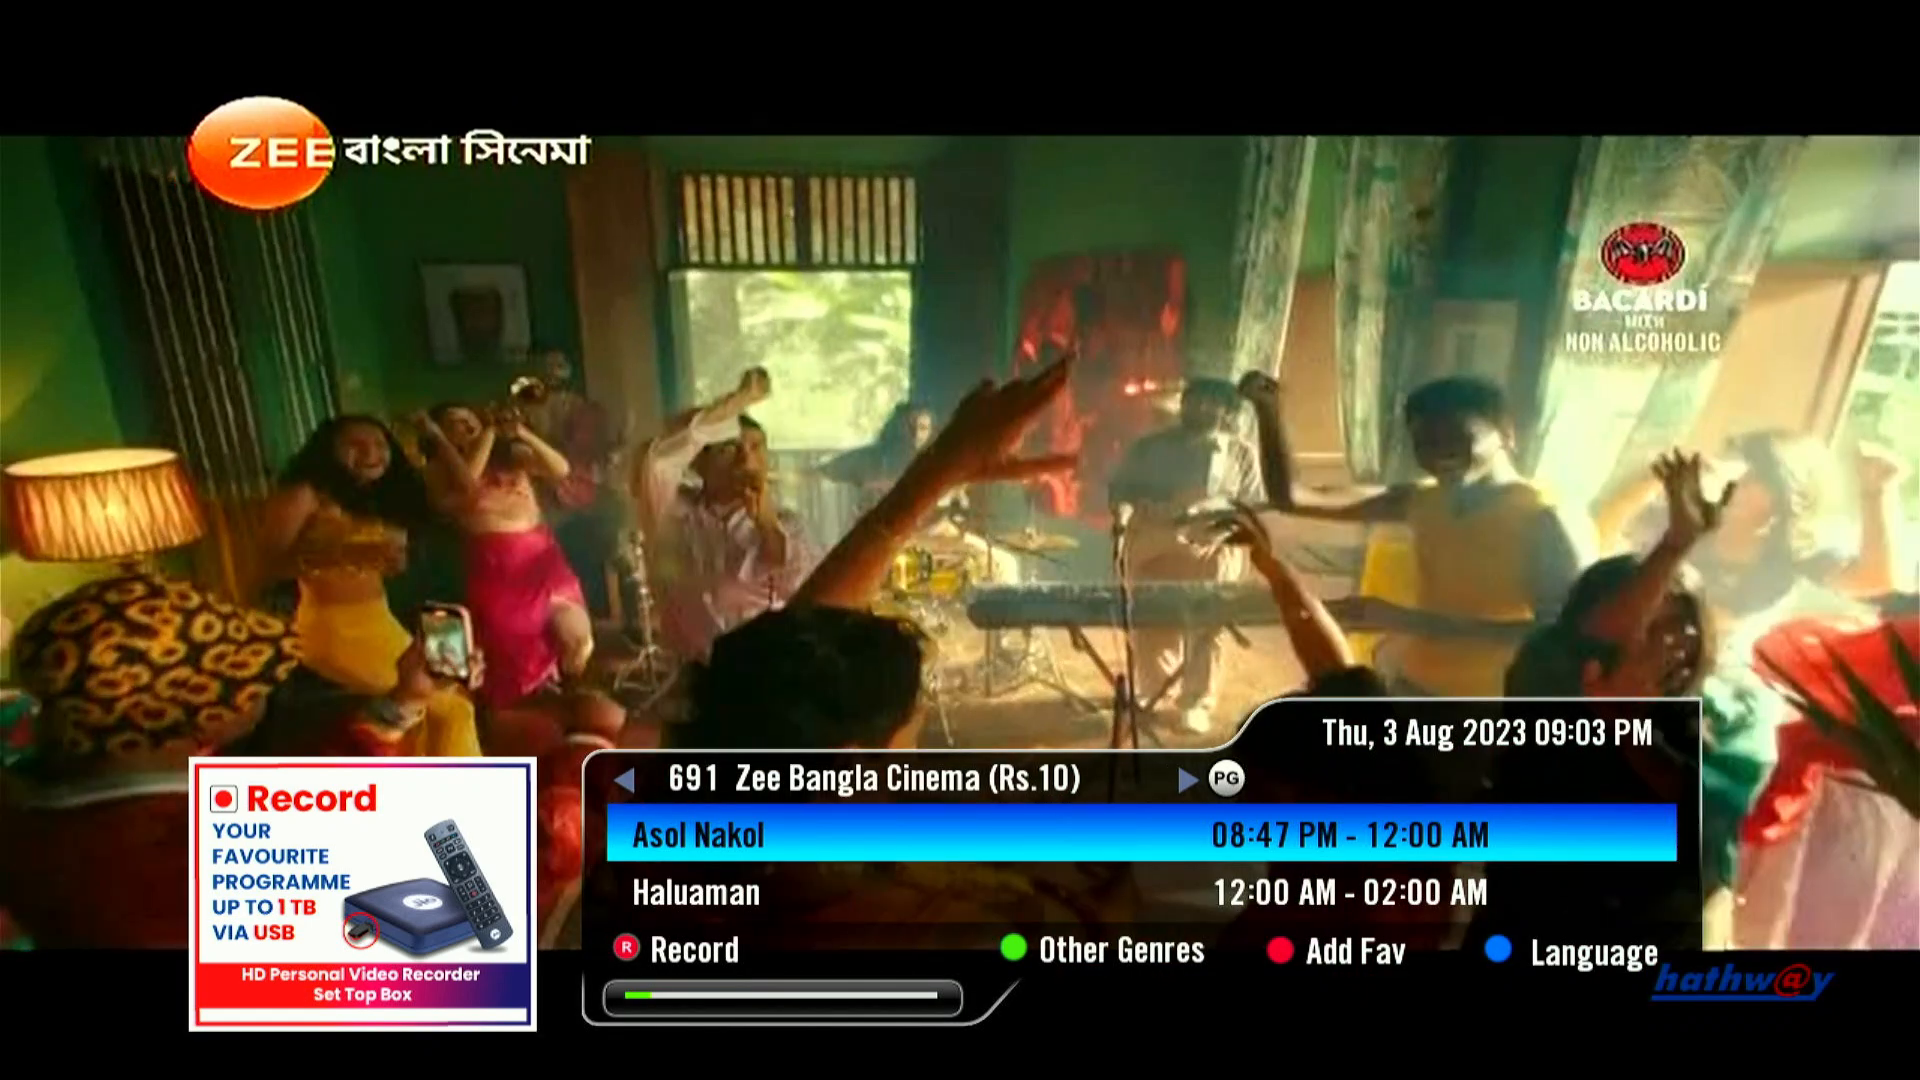 ZEE বাংলা সিনেমা
BACARDÍ
WITH
NON ALCOHOLIC
Thu, 3 Aug 2023 09:03 PM
691 Zee Bangla Cinema (Rs.10) PG
Asol Nakol 08:47 PM - 12:00 AM
Haluaman 12:00 AM - 02:00 AM
R Record Other Genres Add Fav Language
hathw@y
Record
YOUR
FAVOURITE
PROGRAMME
UP TO 1 TB
VIA USB
Jio
HD Personal Video Recorder
Set Top Box